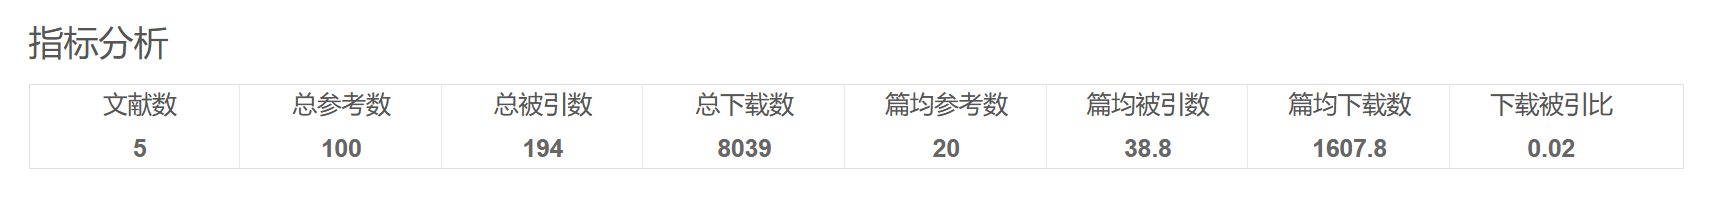 指标分析
文献数 总参考数 总被引数 总下载数 篇均参考数 篇均被引数 篇均下载数 下载被引比
5 100 194 8039 20 38.8 1607.8 0.02